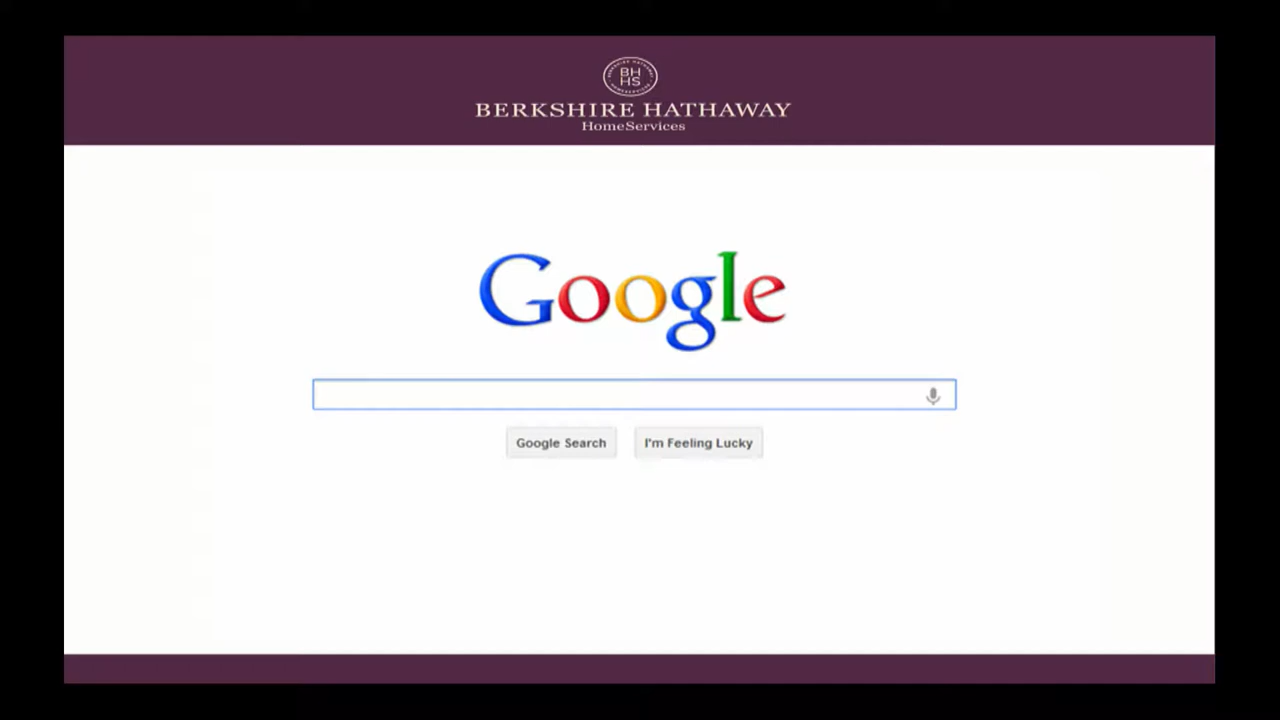 BH
HS
BERKSHIRE HATHAWAY
HomeServices
Google
Google Search
I'm Feeling Lucky